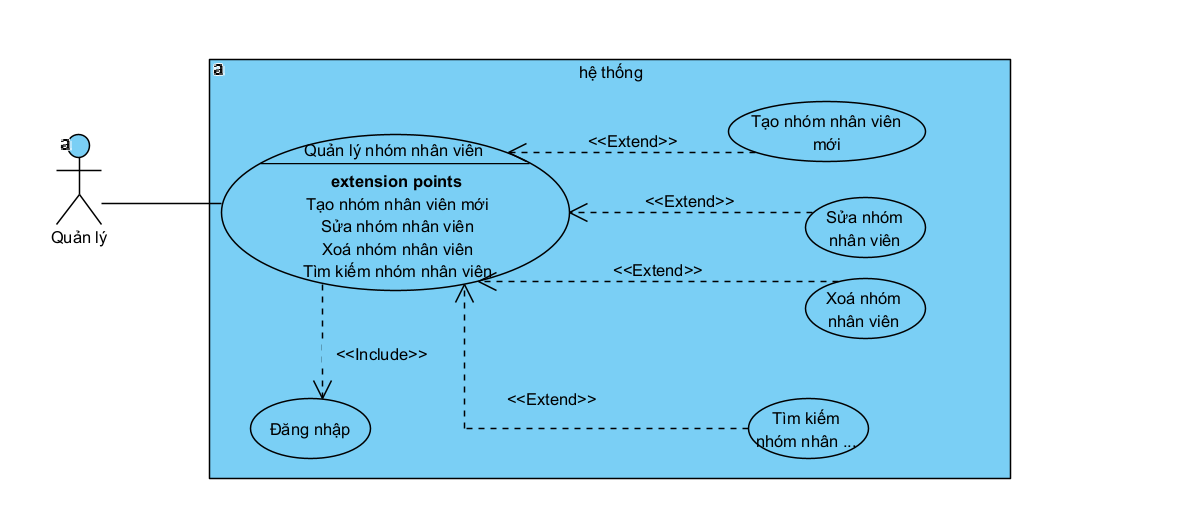 a
hệ thống
a
Quản lý
Quản lý nhóm nhân viên
extension points
Tạo nhóm nhân viên mới
Sửa nhóm nhân viên
Xoá nhóm nhân viên
Tìm kiếm nhóm nhân viên
<<Extend>>
Tạo nhóm nhân viên
mới
<<Extend>>
Sửa nhóm
nhân viên
<<Extend>>
Xoá nhóm
nhân viên
<<Include>>
<<Extend>>
Đăng nhập
Tìm kiếm
nhóm nhân ...